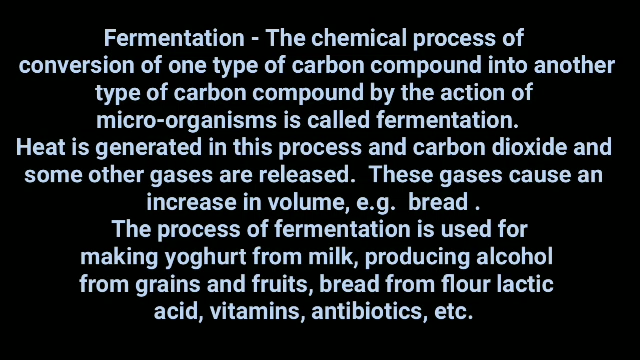 Fermentation - The chemical process of
conversion of one type of carbon compound into another
type of carbon compound by the action of
micro-organisms is called fermentation.
Heat is generated in this process and carbon dioxide and
some other gases are released.  These gases cause an
increase in volume, e.g.  bread .
The process of fermentation is used for
making yoghurt from milk, producing alcohol
from grains and fruits, bread from flour lactic
acid, vitamins, antibiotics, etc.